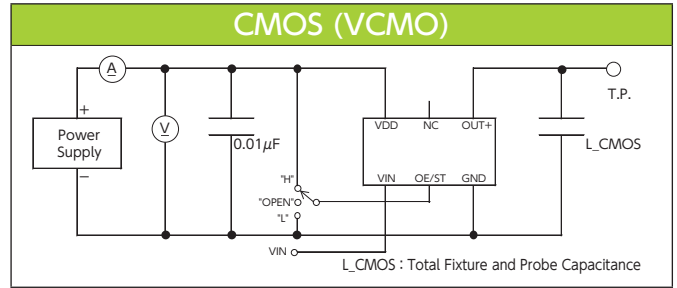 CMOS (VCMO)
A
+
Power
Supply
−
V
0.01μF
VDD NC OUT+
VIN OE/ST GND
"H"
"OPEN"
"L"
VIN
T.P.
L_CMOS
L_CMOS : Total Fixture and Probe Capacitance